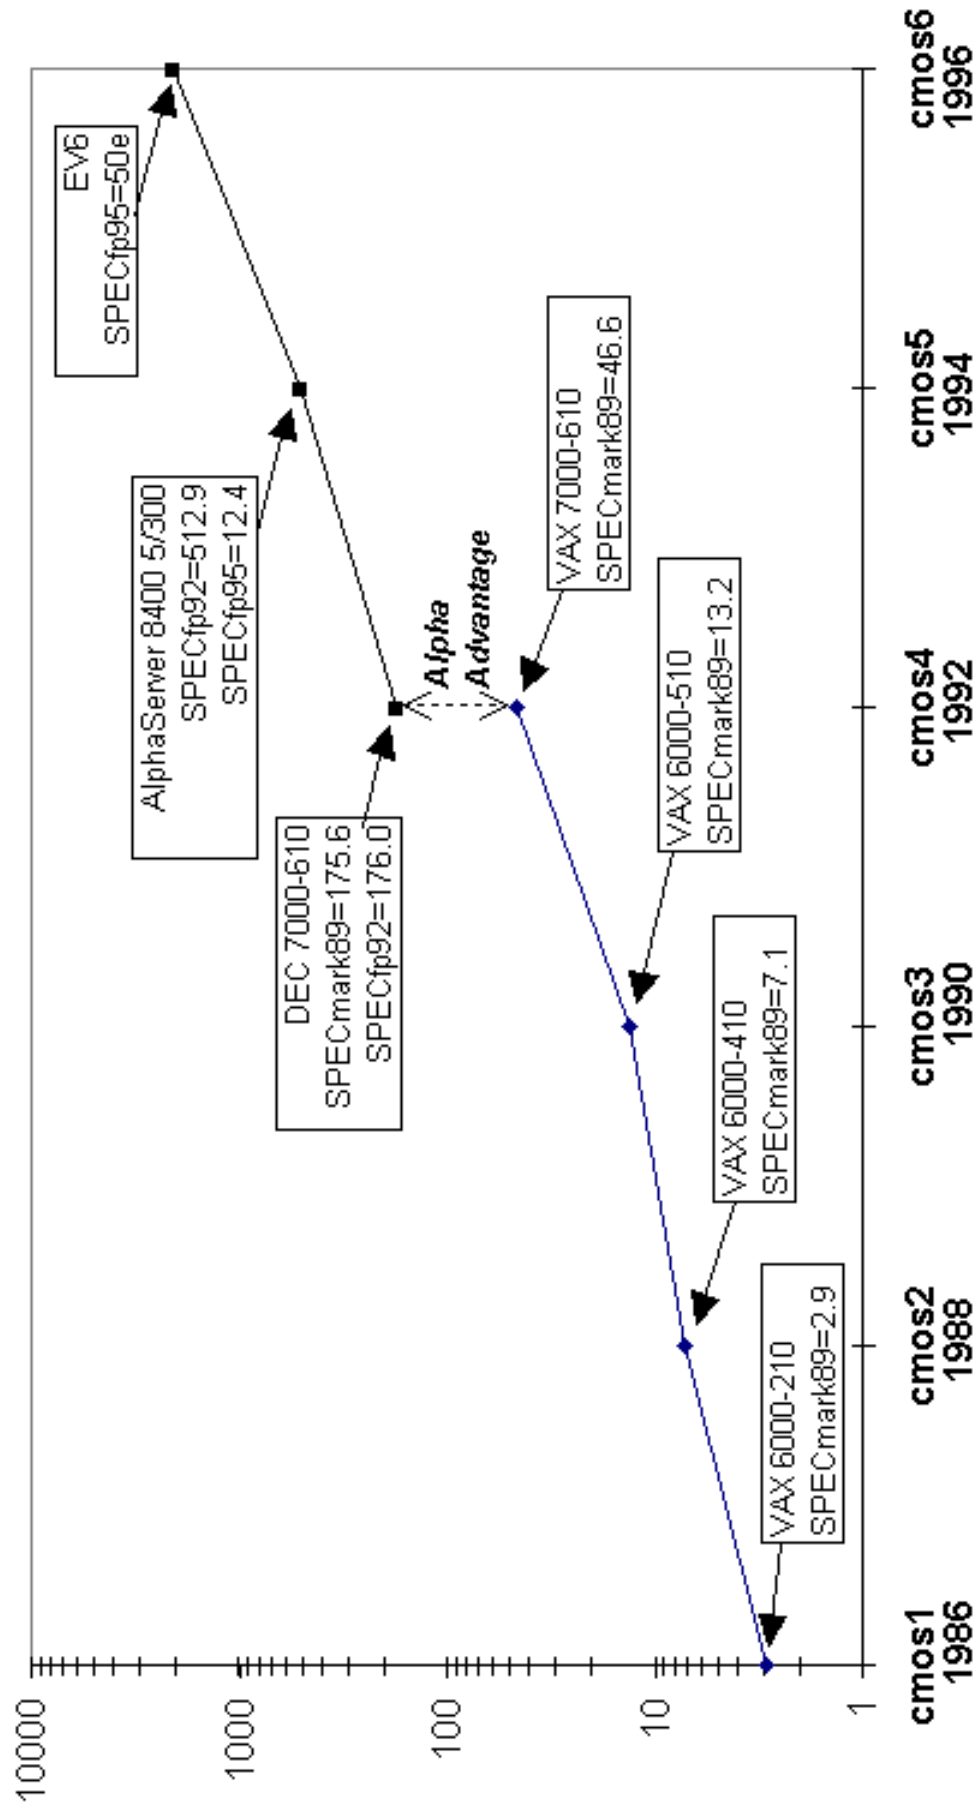 10000
1000
100
10
1
EV6
SPECfp95=50e
AlphaServer 8400 5/300
SPECfp92=512.9
SPECfp95=12.4
DEC 7000-610
SPECmark89=175.6
SPECfp92=176.0
Alpha
Advantage
VAX 7000-610
SPECmark89=46.6
VAX 6000-510
SPECmark89=13.2
VAX 6000-410
SPECmark89=7.1
VAX 6000-210
SPECmark89=2.9
cmos1 cmos2 cmos3 cmos4 cmos5 cmos6
1986 1988 1990 1992 1994 1996